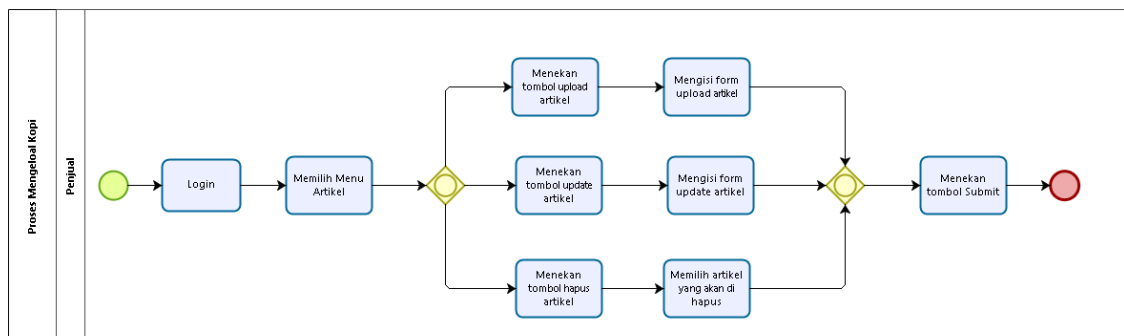 Proses Mengeloal Kopi
Penjual
Login
Memilih Menu
Artikel
Menekan
tombol upload
artikel
Mengisi form
upload artikel
Menekan
tombol update
artikel
Mengisi form
update artikel
Menekan
tombol hapus
artikel
Memilih artikel
yang akan di
hapus
Menekan
tombol Submit